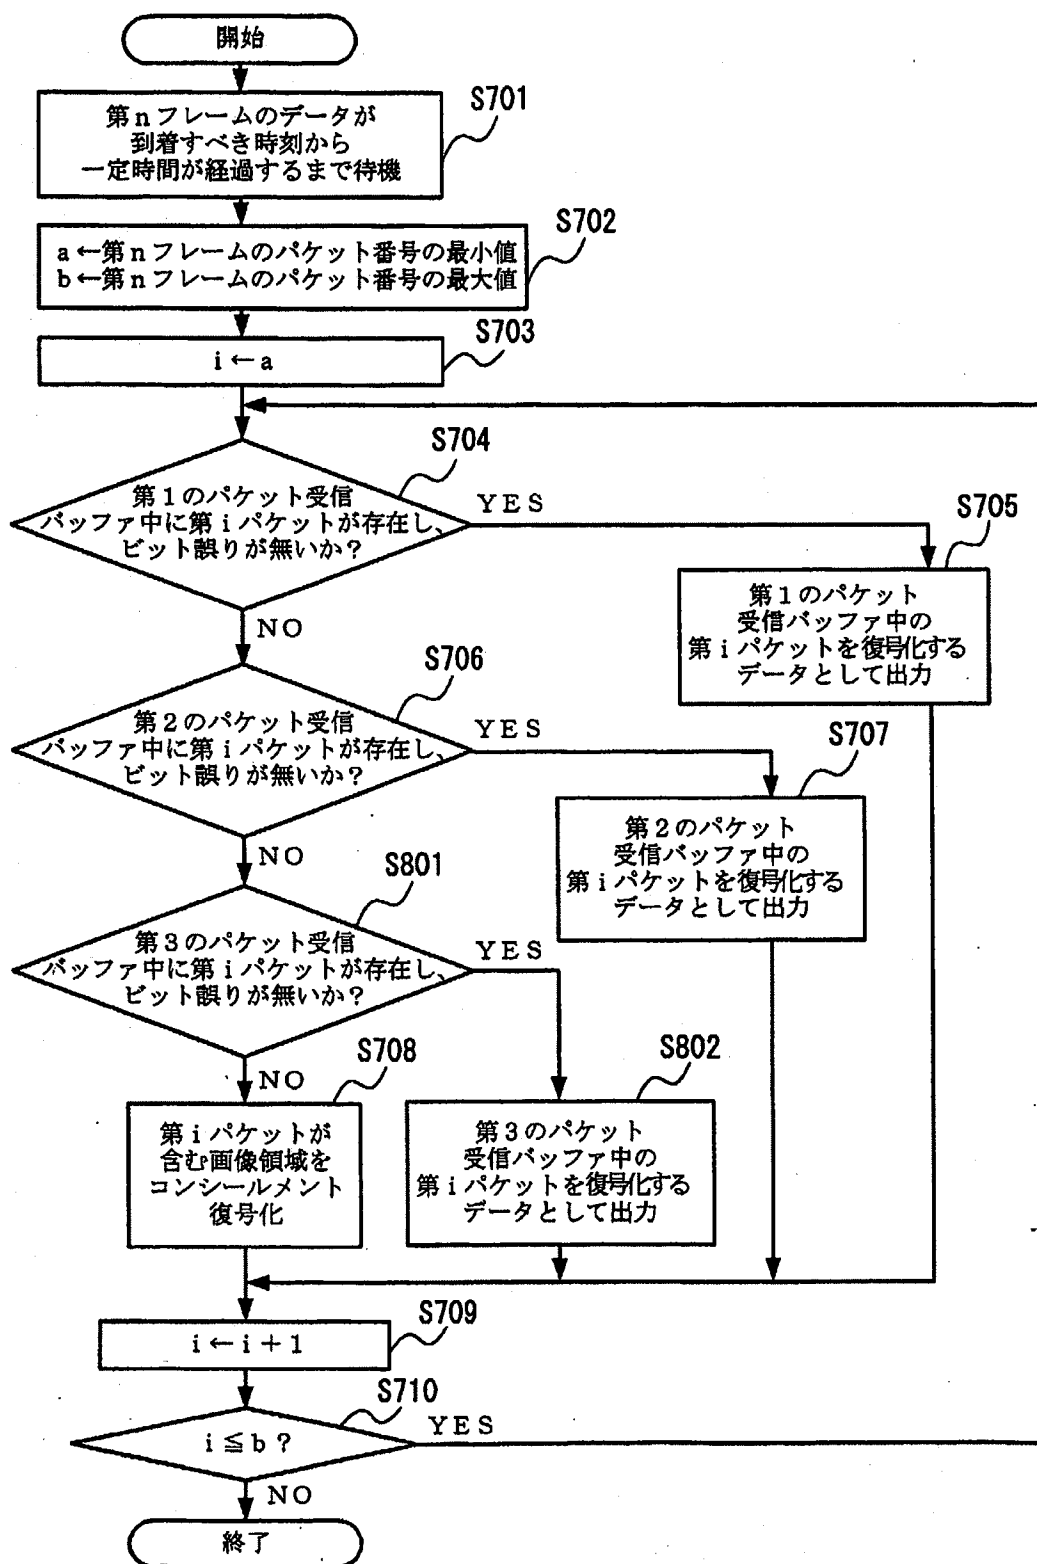 開始
S701
第nフレームのデータが
到着すべき時刻から
一定時間が経過するまで待機
S702
a←第nフレームのパケット番号の最小値
b←第nフレームのパケット番号の最大値
S703
i←a
S704
第1のパケット受信
バッファ中に第iパケットが存在し、
ビット誤りが無いか?
YES
NO
S705
第1のパケット
受信バッファ中の
第iパケットを復号化する
データとして出力
S706
第2のパケット受信
バッファ中に第iパケットが存在し、
ビット誤りが無いか?
YES
NO
S707
第2のパケット
受信バッファ中の
第iパケットを復号化する
データとして出力
S801
第3のパケット受信
バッファ中に第iパケットが存在し、
ビット誤りが無いか?
YES
NO
S708
第iパケットが
含む画像領域を
コンシールメント
復号化
S802
第3のパケット
受信バッファ中の
第iパケットを復号化する
データとして出力
S709
i←i+1
S710
i≦b?
YES
NO
終了